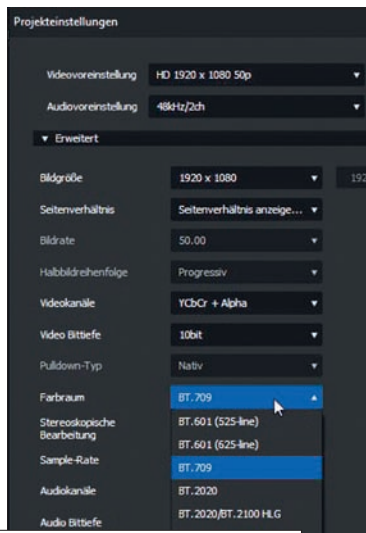 Projekteinstellungen
Videovoreinstellung HD 1920 x 1080 50p
Audiovoreinstellung 48kHz/2ch
Erweitert
Bildgröße 1920 x 1080 192
Seitenverhältnis Seitenverhältnis anzeige...
Bildrate 50.00
Halbbildreihenfolge Progressiv
Videokanäle YCbCr + Alpha
Video Bittiefe 10bit
Pulldown-Typ Nativ
Farbraum BT.709
Stereoskopische BT.601 (525-line)
Bearbeitung
BT.601 (625-line)
Sample-Rate BT.709
Audiokanäle BT.2020
Audio Bittiefe BT.2020/BT.2100 HLG